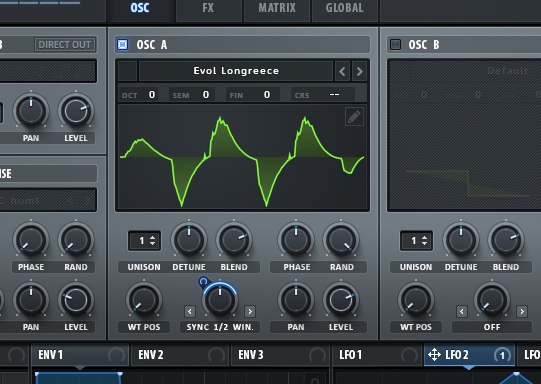 OSC FX MATRIX GLOBAL
B DIRECT OUT
OSC A
OSC B
Evol Longreece
Default
OCT 0 SEM 0 FIN 0 CRS --
PAN LEVEL
ISE
1
UNISON DETUNE BLEND PHASE RAND
PHASE RAND
1
UNISON DETUNE BLEND
PAN LEVEL
WT POS SYNC 1/2 WIN. PAN LEVEL
WT POS OFF
ENV 1 ENV 2 ENV 3 LFO 1 LFO 2 1 LFO